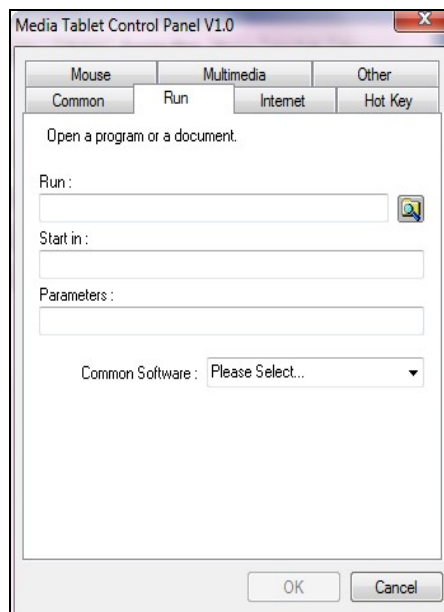 Media Tablet Control Panel V1.0
x
Mouse Multimedia Other
Common Run Internet Hot Key
Open a program or a document.
Run :
Start in :
Parameters :
Common Software : Please Select...
OK Cancel